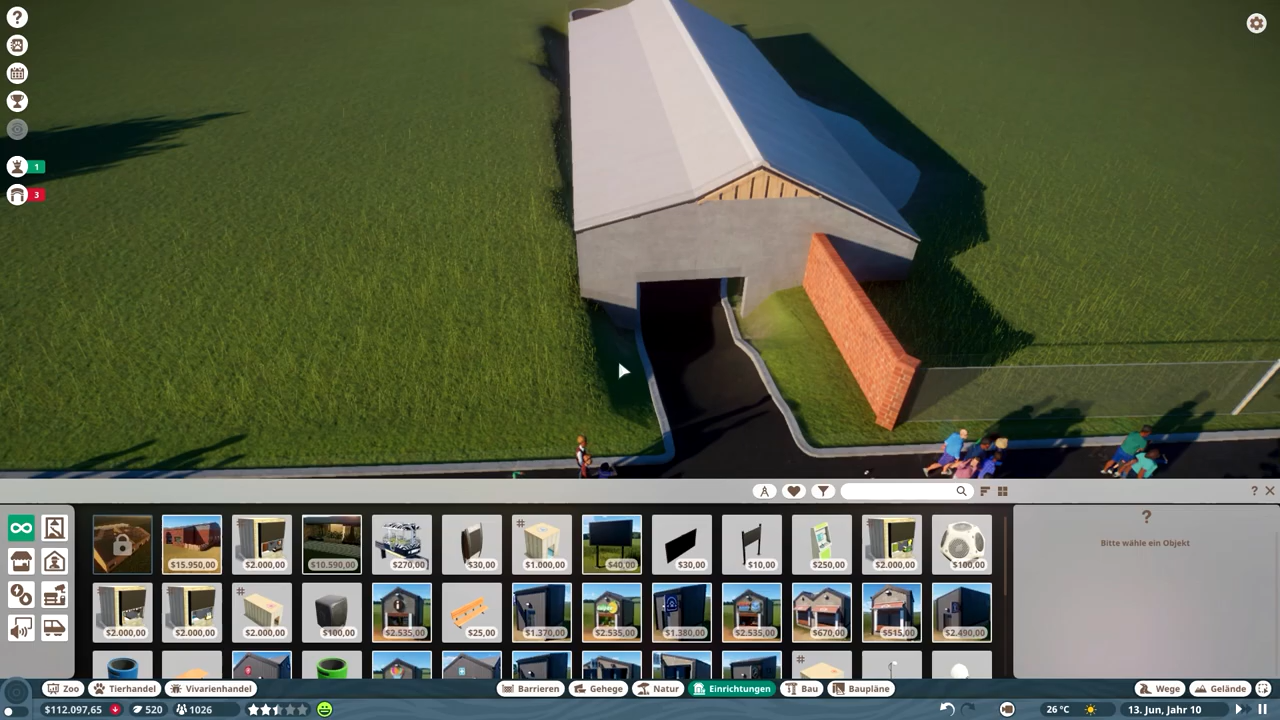 ?
1
3
? ✕
?
Bitte wähle ein Objekt
$15.950,00 $2.000,00 $10.590,00 $270,00 $30,00 $1.000,00 $40,00 $30,00 $10,00 $250,00 $2.000,00 $100,00
$2.000,00 $2.000,00 $2.000,00 $100,00 $2.535,00 $25,00 $1.370,00 $2.535,00 $1.380,00 $2.535,00 $670,00 $515,00 $2.490,00
Zoo Tierhandel Vivarienhandel Barrieren Gehege Natur Einrichtungen Bau Baupläne Wege Gelände
$112.097,65 520 1026 26 °C 13. Jun, Jahr 10